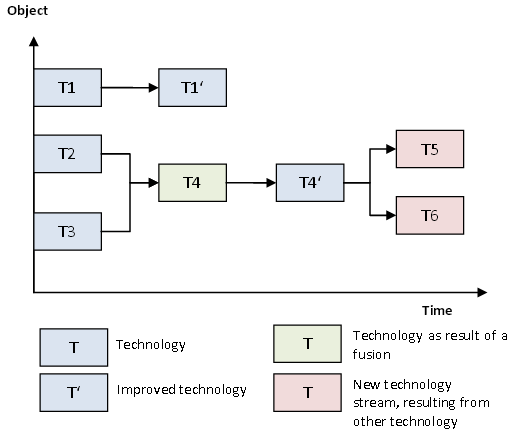 Object
T1
T1‘
T2
T5
T4
T4‘
T3
T6
Time
T
Technology
T
Technology as result of a
fusion
T‘
Improved technology
T
New technology
stream, resulting from
other technology